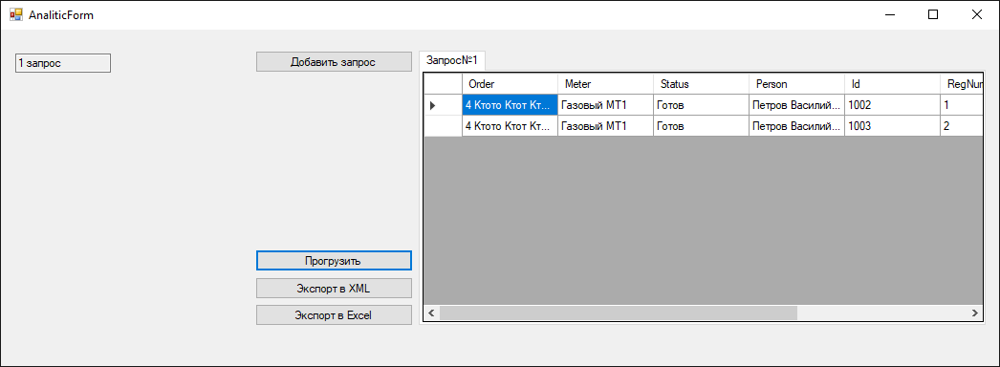 AnaliticForm
1 запрос
Добавить запрос
Запрос№1
Order Meter Status Person Id RegNum
4 Ктото Ктот Кт... Газовый МТ1 Готов Петров Василий... 1002 1
4 Ктото Ктот Кт... Газовый МТ1 Готов Петров Василий... 1003 2
Прогрузить
Экспорт в XML
Экспорт в Excel